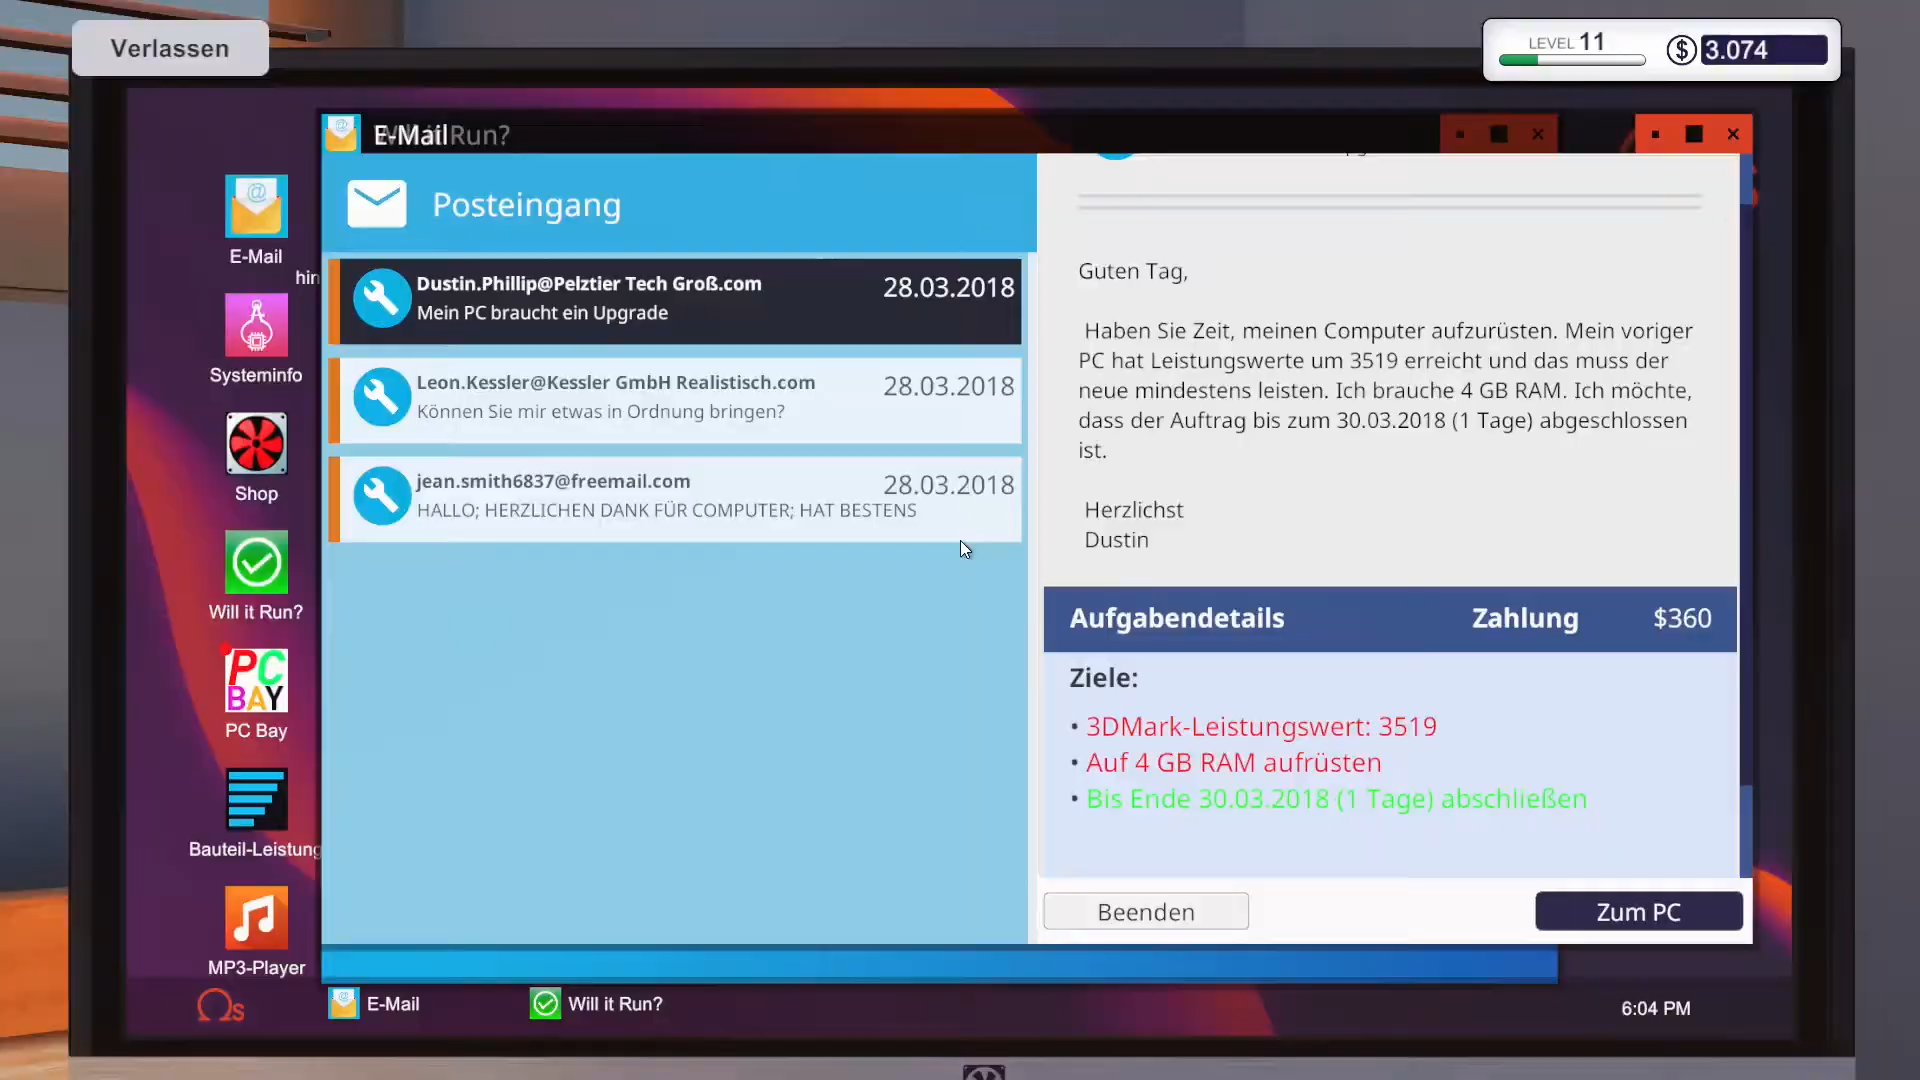 Verlassen
LEVEL 11
$ 3.074
E-Mail
Will it Run?
Posteingang
Dustin.Phillip@Pelztier Tech Groß.com
28.03.2018
Mein PC braucht ein Upgrade
Leon.Kessler@Kessler GmbH Realistisch.com
28.03.2018
Können Sie mir etwas in Ordnung bringen?
jean.smith6837@freemail.com
28.03.2018
HALLO; HERZLICHEN DANK FÜR COMPUTER; HAT BESTENS
Guten Tag,
Haben Sie Zeit, meinen Computer aufzurüsten. Mein voriger
PC hat Leistungswerte um 3519 erreicht und das muss der
neue mindestens leisten. Ich brauche 4 GB RAM. Ich möchte,
dass der Auftrag bis zum 30.03.2018 (1 Tage) abgeschlossen
ist.
Herzlichst
Dustin
Aufgabendetails
Zahlung
$360
Ziele:
• 3DMark-Leistungswert: 3519
• Auf 4 GB RAM aufrüsten
• Bis Ende 30.03.2018 (1 Tage) abschließen
Beenden
Zum PC
E-Mail
hin
Systeminfo
Shop
Will it Run?
PC
BAY
PC Bay
Bauteil-Leistung
MP3-Player
Ωs
E-Mail
Will it Run?
6:04 PM